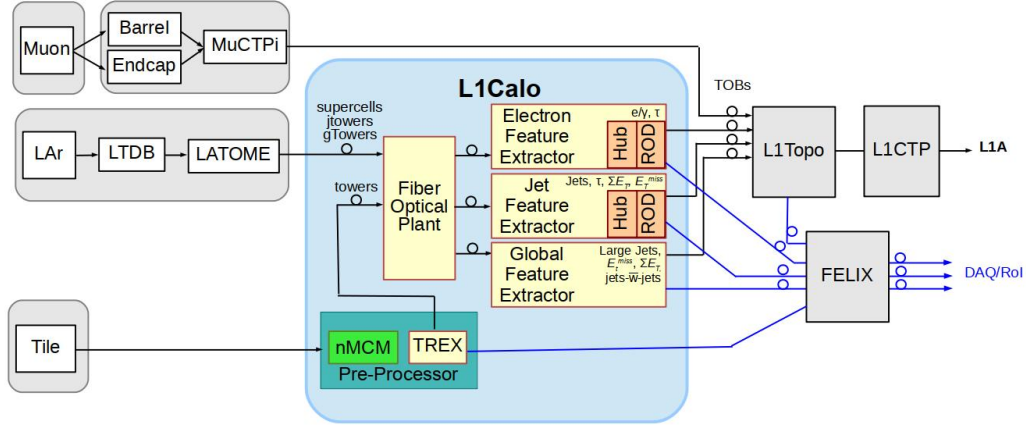 Muon
Barrel
Endcap
MuCTPi
L1Calo
TOBs
LAr
LTDB
LATOME
supercells
jtowers
gTowers
towers
Fiber
Optical
Plant
Electron
Feature
Extractor
e/γ, τ
Hub
ROD
Jet
Feature
Extractor
Jets, τ, ΣE_T, E_T^miss
Hub
ROD
Global
Feature
Extractor
Large Jets,
E_T^miss, ΣE_T,
jets-w̅-jets
L1Topo
L1CTP
L1A
FELIX
DAQ/RoI
Tile
nMCM
TREX
Pre-Processor